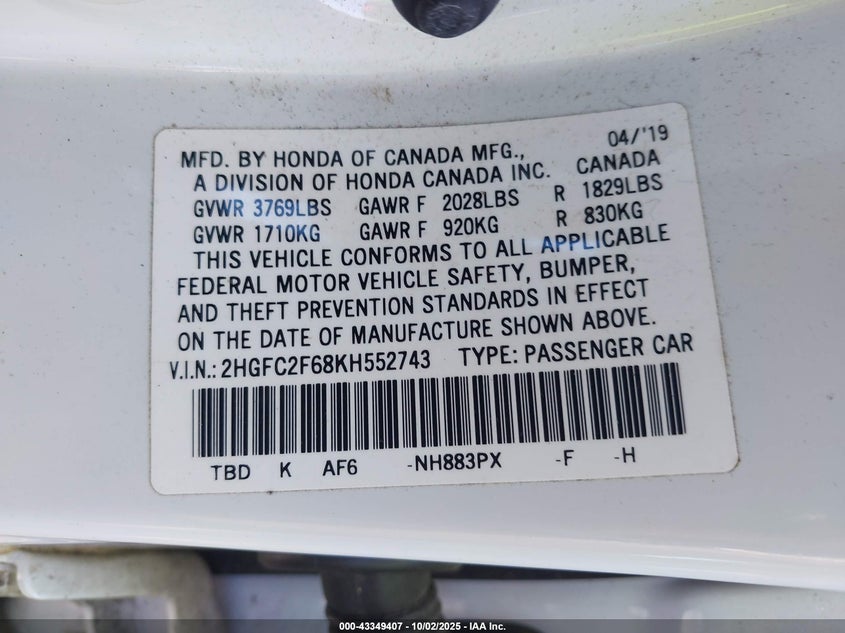 04/'19
MFD. BY HONDA OF CANADA MFG.,
A DIVISION OF HONDA CANADA INC. CANADA
GVWR 3769LBS GAWR F 2028LBS R 1829LBS
GVWR 1710KG GAWR F 920KG R 830KG
THIS VEHICLE CONFORMS TO ALL APPLICABLE
FEDERAL MOTOR VEHICLE SAFETY, BUMPER,
AND THEFT PREVENTION STANDARDS IN EFFECT
ON THE DATE OF MANUFACTURE SHOWN ABOVE.
V.I.N.: 2HGFC2F68KH552743 TYPE: PASSENGER CAR
TBD K AF6 -NH883PX -F -H
000-43349407 - 10/02/2025 - IAA Inc.